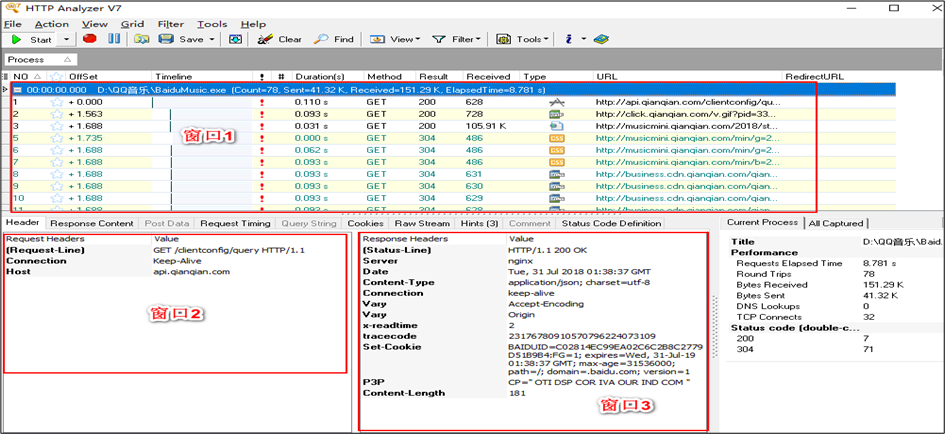 HTTP Analyzer V7
File Action View Grid Filter Tools Help
Start Save Clear Find View Filter Tools
Process
NO OffSet Timeline ! # Duration(s) Method Result Received Type URL RedirectURL
00:00:00.000 D:\QQ音乐\BaiduMusic.exe (Count=78, Sent=41.32 K, Received=151.29 K, ElapsedTime=8.781 s)
1 + 0.000 ! 0.110 s GET 200 628 http://api.qianqian.com/clientconfig/qu...
2 + 1.563 ! 0.093 s GET 200 728 http://click.qianqian.com/v.gif?pid=33...
3 + 1.688 ! 0.031 s GET 200 105.91 K http://musicmini.qianqian.com/2018/st...
窗口1
5 + 1.735 ! 0.000 s GET 304 486 CSS http://musicmini.qianqian.com/min/g=2...
6 + 1.688 ! 0.062 s GET 304 486 CSS http://musicmini.qianqian.com/min/g=2...
7 + 1.688 ! 0.093 s GET 304 486 CSS http://musicmini.qianqian.com/min/b=2...
8 + 1.688 ! 0.093 s GET 304 631 http://business.cdn.qianqian.com/qian...
9 + 1.688 ! 0.093 s GET 304 630 http://business.cdn.qianqian.com/qian...
10 + 1.688 ! 0.093 s GET 304 629 http://business.cdn.qianqian.com/qian...
Header Response Content Post Data Request Timing Query String Cookies Raw Stream Hints (3) Comment Status Code Definition
Request Headers Value
(Request-Line) GET /clientconfig/query HTTP/1.1
Connection Keep-Alive
Host api.qianqian.com
窗口2
Response Headers Value
(Status-Line) HTTP/1.1 200 OK
Server nginx
Date Tue, 31 Jul 2018 01:38:37 GMT
Content-Type application/json; charset=utf-8
Connection keep-alive
Vary Accept-Encoding
Vary Origin
x-readtime 2
tracecode 23176780910570796224073109
Set-Cookie BAIDUID=C02814EC99EA02C6C2B8C2779
D51B9B4:FG=1; expires=Wed, 31-Jul-19
01:38:37 GMT; max-age=31536000;
path=/; domain=.baidu.com; version=1
P3P CP=" OTI DSP COR IVA OUR IND COM "
Content-Length 181
窗口3
Current Process All Captured
Title D:\QQ音乐\Baid.
Performance
Requests Elapsed Time 8.781 s
Round Trips 78
Bytes Received 151.29 K
Bytes Sent 41.32 K
DNS Lookups 0
TCP Connects 32
Status code (double-c...
200 7
304 71